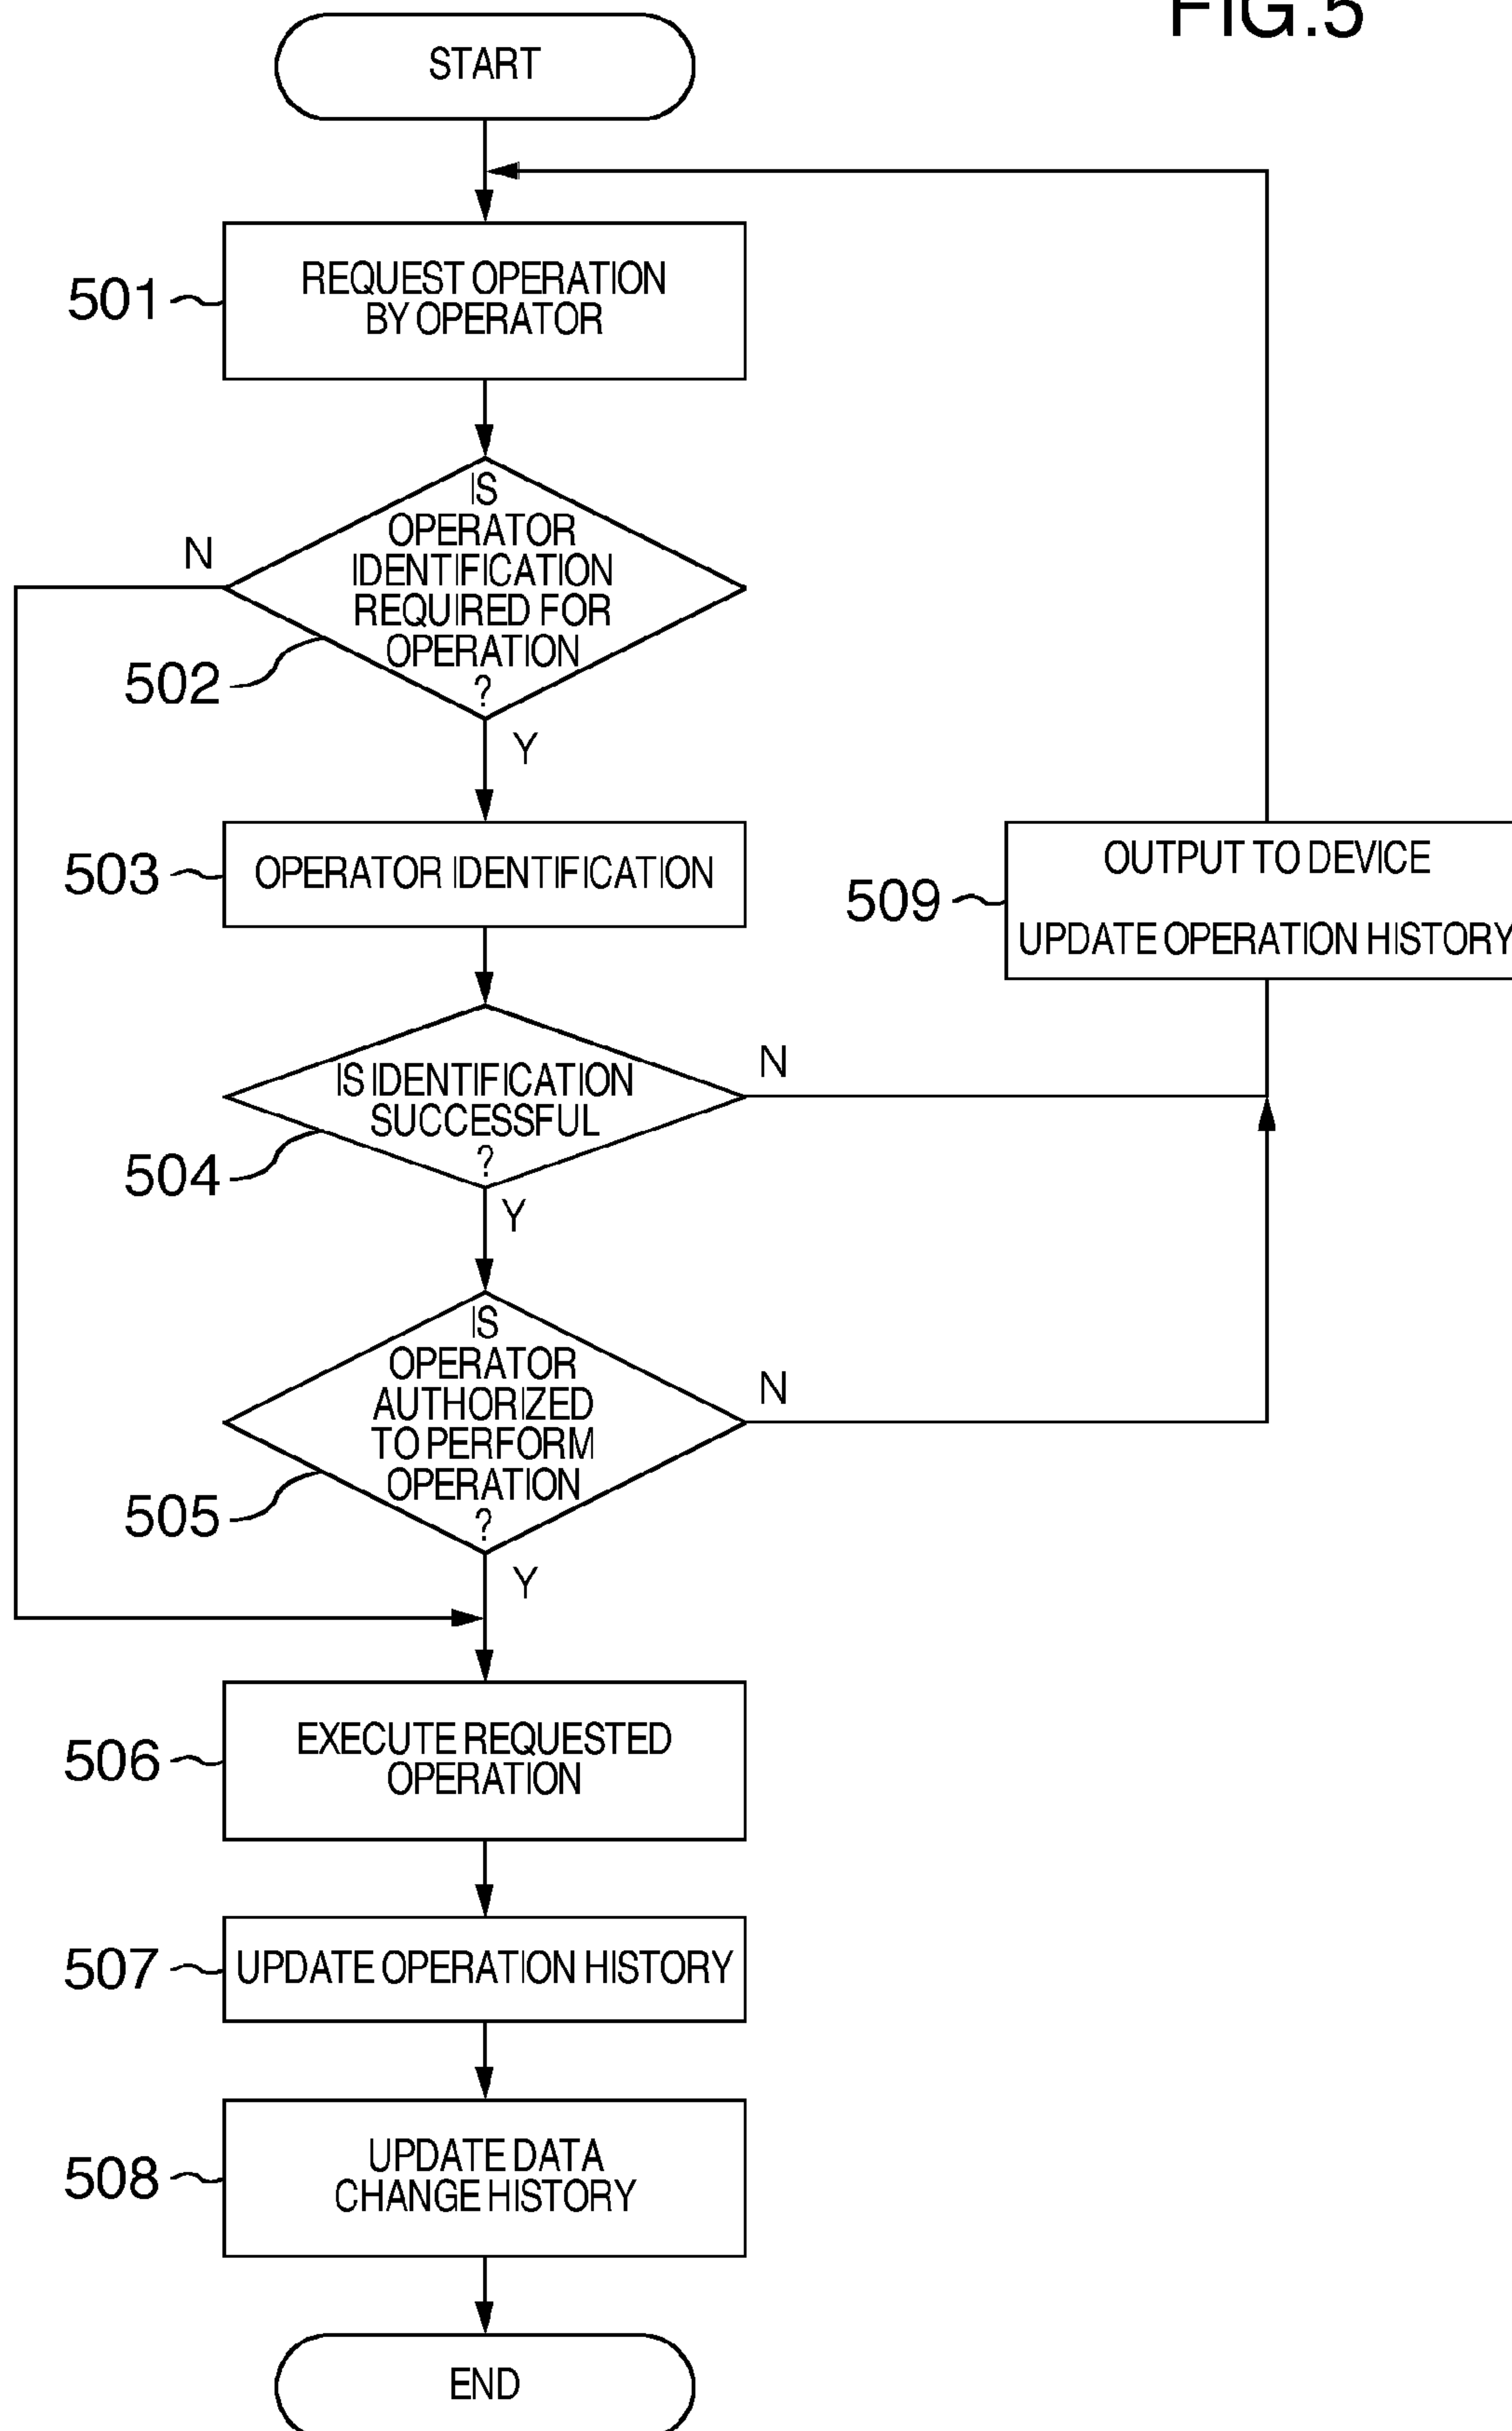 FIG.5
START
501
REQUEST OPERATION
BY OPERATOR
IS
OPERATOR
IDENTIFICATION
REQUIRED FOR
OPERATION
?
N
502
Y
503
OPERATOR IDENTIFICATION
509
OUTPUT TO DEVICE
UPDATE OPERATION HISTORY
IS IDENTIFICATION
SUCCESSFUL
?
N
504
Y
IS
OPERATOR
AUTHORIZED
TO PERFORM
OPERATION
?
N
505
Y
506
EXECUTE REQUESTED
OPERATION
507
UPDATE OPERATION HISTORY
508
UPDATE DATA
CHANGE HISTORY
END